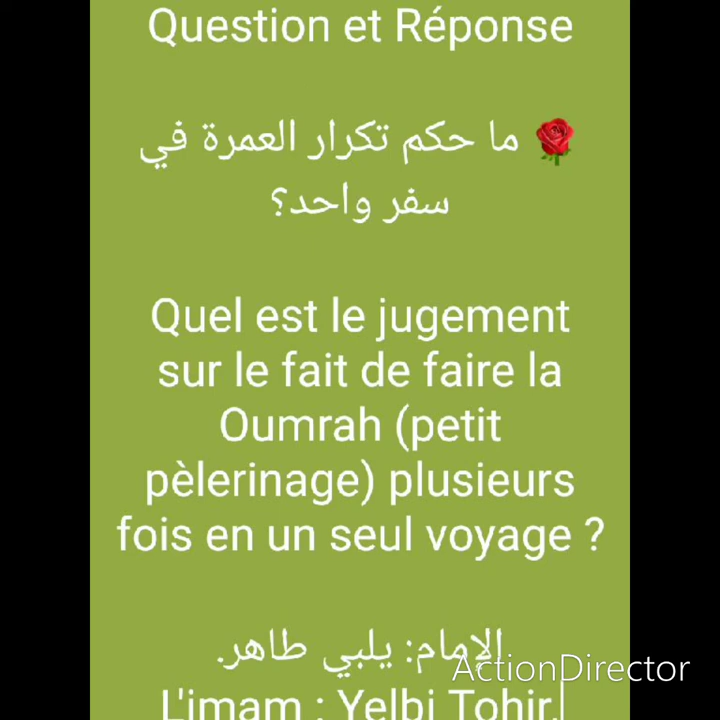 Question et Réponse
🌹 ما حكم تكرار العمرة في
سفر واحد؟
Quel est le jugement
sur le fait de faire la
Oumrah (petit
pèlerinage) plusieurs
fois en un seul voyage ?
الإمام: يلبي طاهر.
ActionDirector
L'imam : Yelbi Tohir.